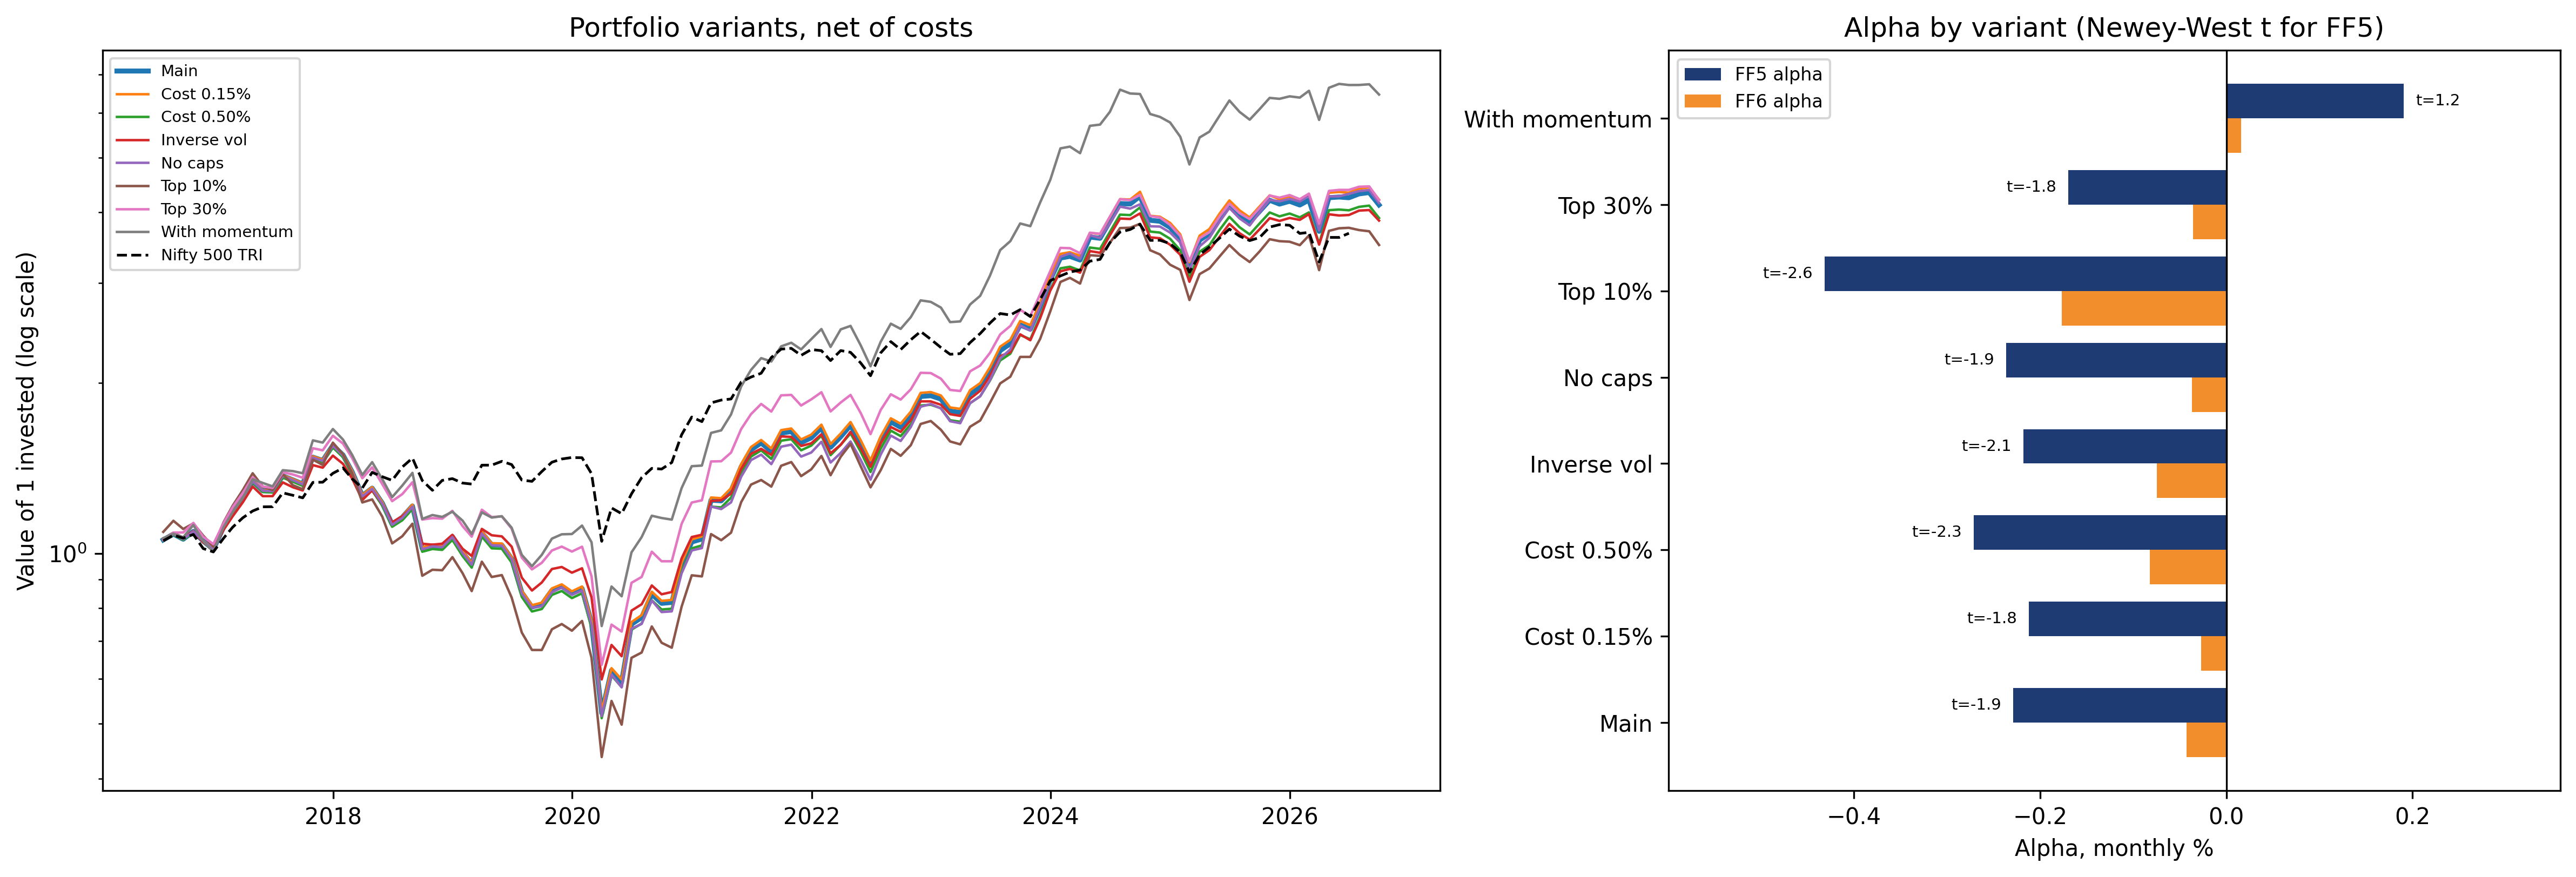 Portfolio variants, net of costs
Value of 1 invested (log scale)
10⁰
Main
Cost 0.15%
Cost 0.50%
Inverse vol
No caps
Top 10%
Top 30%
With momentum
Nifty 500 TRI
2018
2020
2022
2024
2026
Alpha by variant (Newey-West t for FF5)
FF5 alpha
FF6 alpha
With momentum
t=1.2
Top 30%
t=-1.8
Top 10%
t=-2.6
No caps
t=-1.9
Inverse vol
t=-2.1
Cost 0.50%
t=-2.3
Cost 0.15%
t=-1.8
Main
t=-1.9
−0.4
−0.2
0.0
0.2
Alpha, monthly %